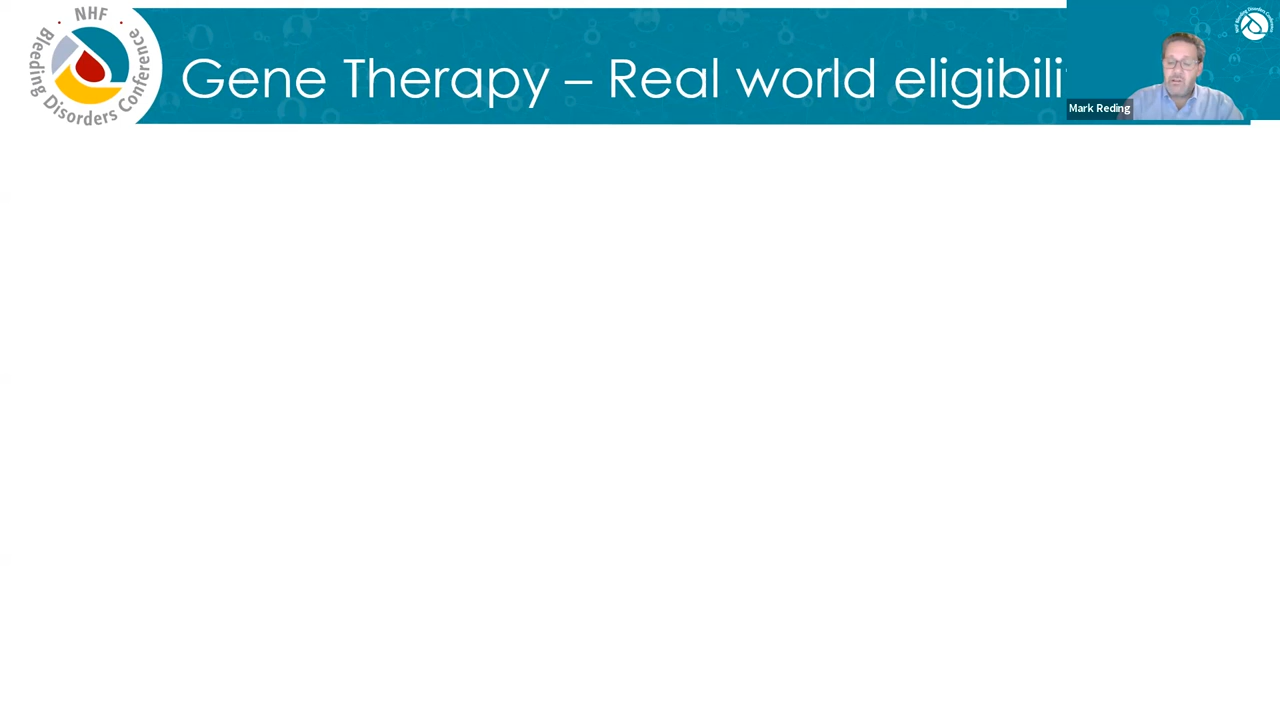 NHF
Bleeding Disorders Conference
Gene Therapy – Real world eligibili
Mark Reding